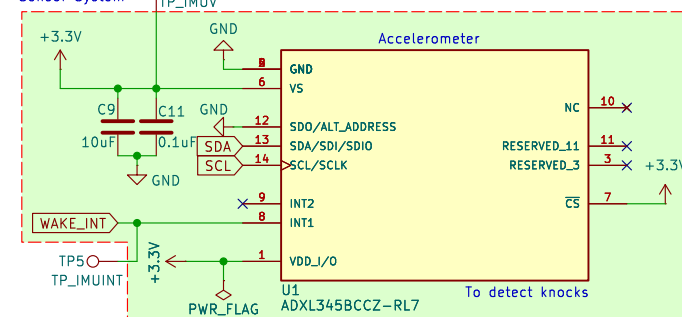 TP_IMUV
+3.3V
GND
Accelerometer
GND
6
VS
C9
C11
10uF
0.1uF
GND
GND
12
SDO/ALT_ADDRESS
SDA
13
SDA/SDI/SDIO
SCL
14
SCL/SCLK
NC
10
RESERVED_11
11
RESERVED_3
3
+3.3V
CS
7
9
INT2
WAKE_INT
8
INT1
TP5
TP_IMUINT
+3.3V
1
VDD_I/O
PWR_FLAG
U1
ADXL345BCCZ-RL7
To detect knocks